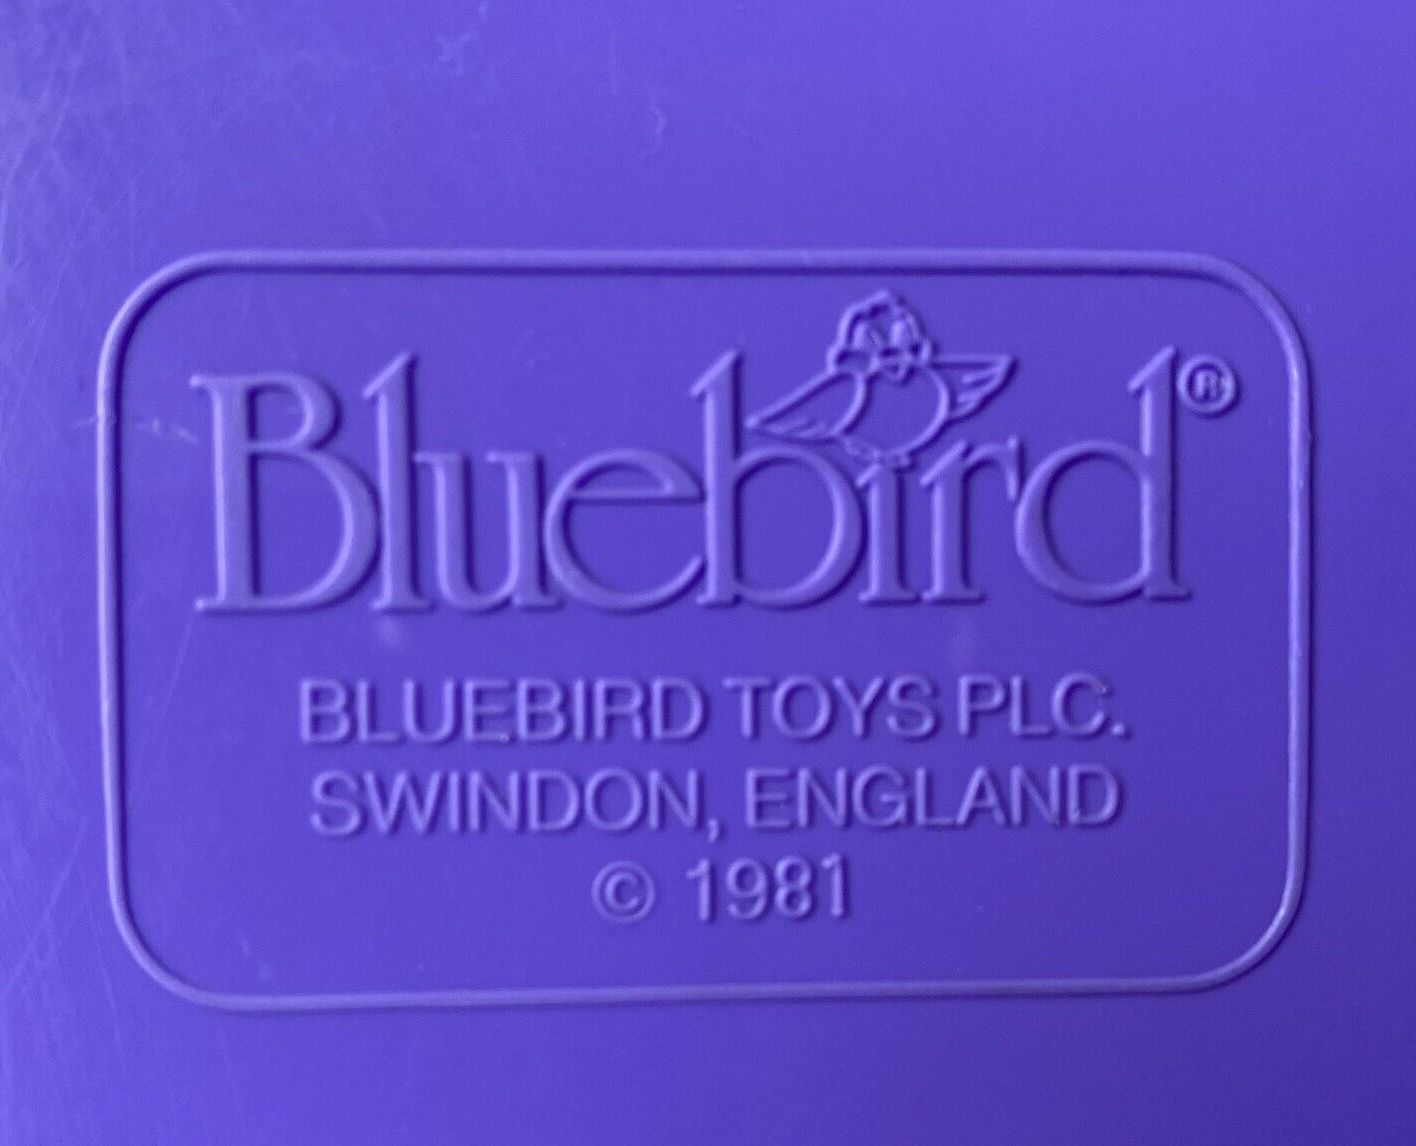 Bluebird®
BLUEBIRD TOYS PLC.
SWINDON, ENGLAND
© 1981